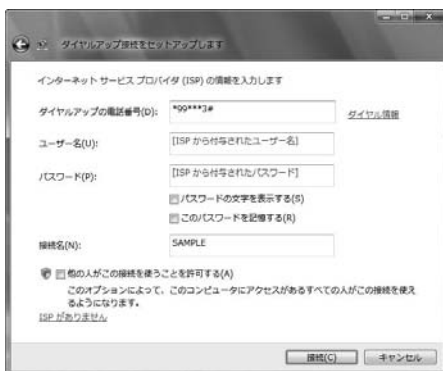 ダイヤルアップ接続をセットアップします
インターネット サービス プロバイダ (ISP) の情報を入力します
ダイヤルアップの電話番号(D): *99***3# ダイヤル情報
ユーザー名(U): [ISP から付与されたユーザー名]
パスワード(P): [ISP から付与されたパスワード]
パスワードの文字を表示する(S)
このパスワードを記憶する(R)
接続名(N): SAMPLE
他の人がこの接続を使うことを許可する(A)
このオプションによって、このコンピュータにアクセスがあるすべての人がこの接続を使え
るようになります。
ISP がありません
接続(C) キャンセル